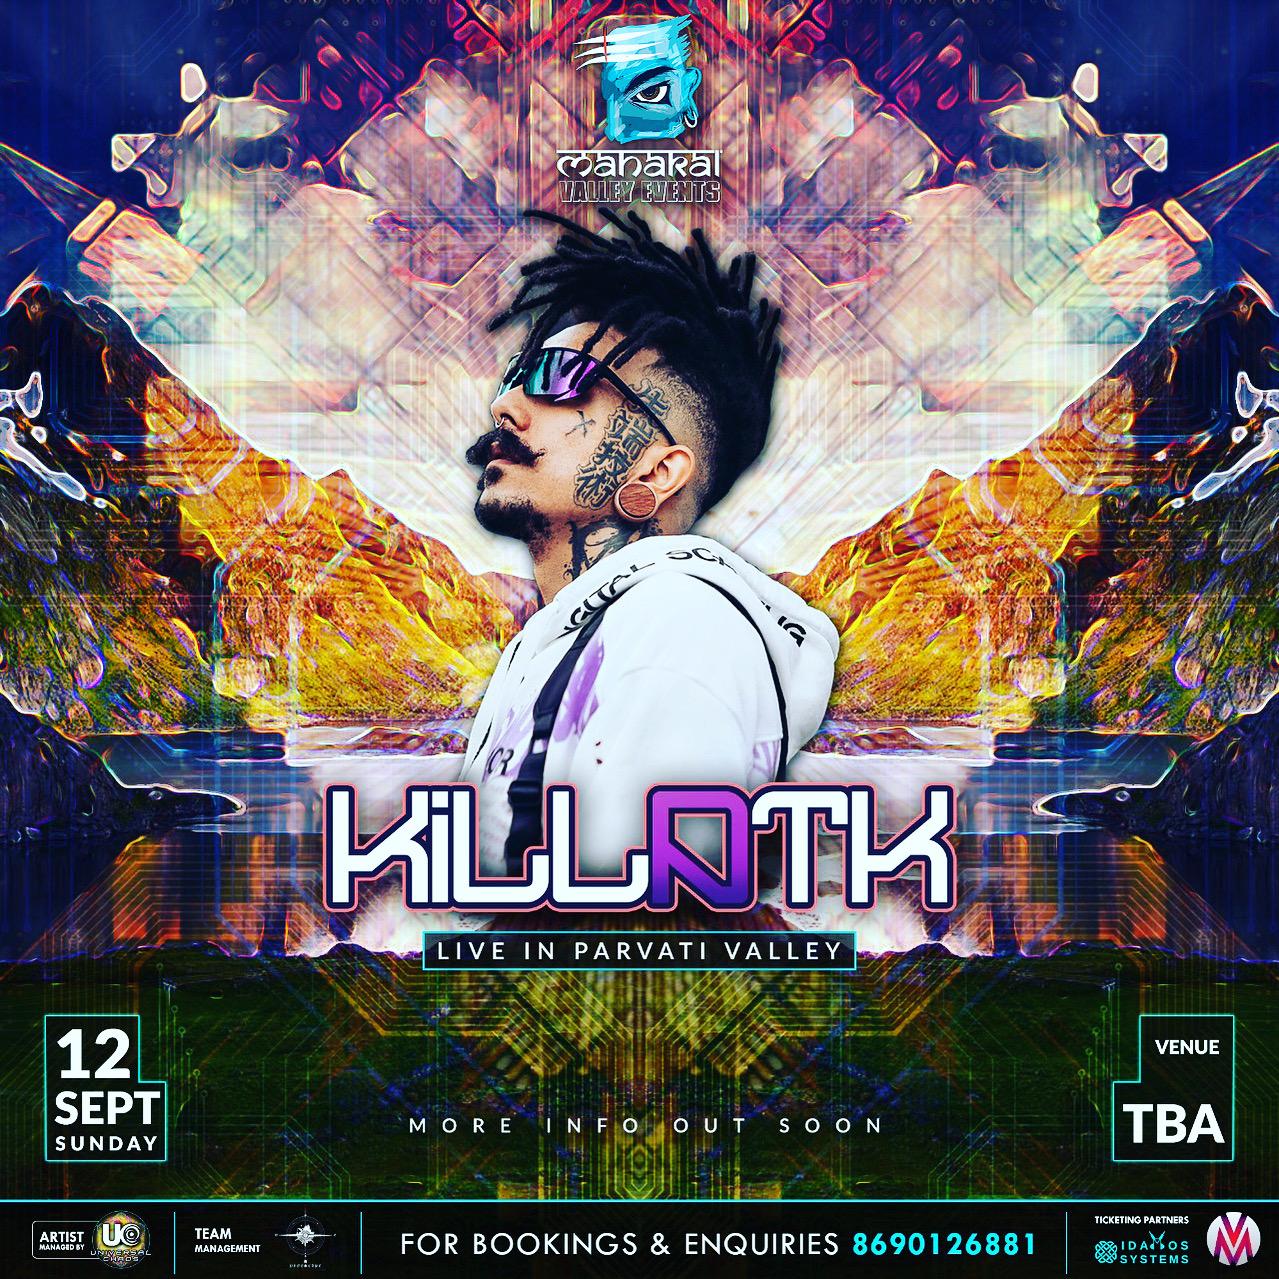 mahakal
VALLEY EVENTS
KiLLATK
LIVE IN PARVATI VALLEY
12
SEPT
SUNDAY
MORE INFO OUT SOON
VENUE
TBA
ARTIST
MANAGED BY
UC
UNIVERSAL
CHAOS
TEAM
MANAGEMENT
FOR BOOKINGS & ENQUIRIES 8690126881
TICKETING PARTNERS
SYSTEMS